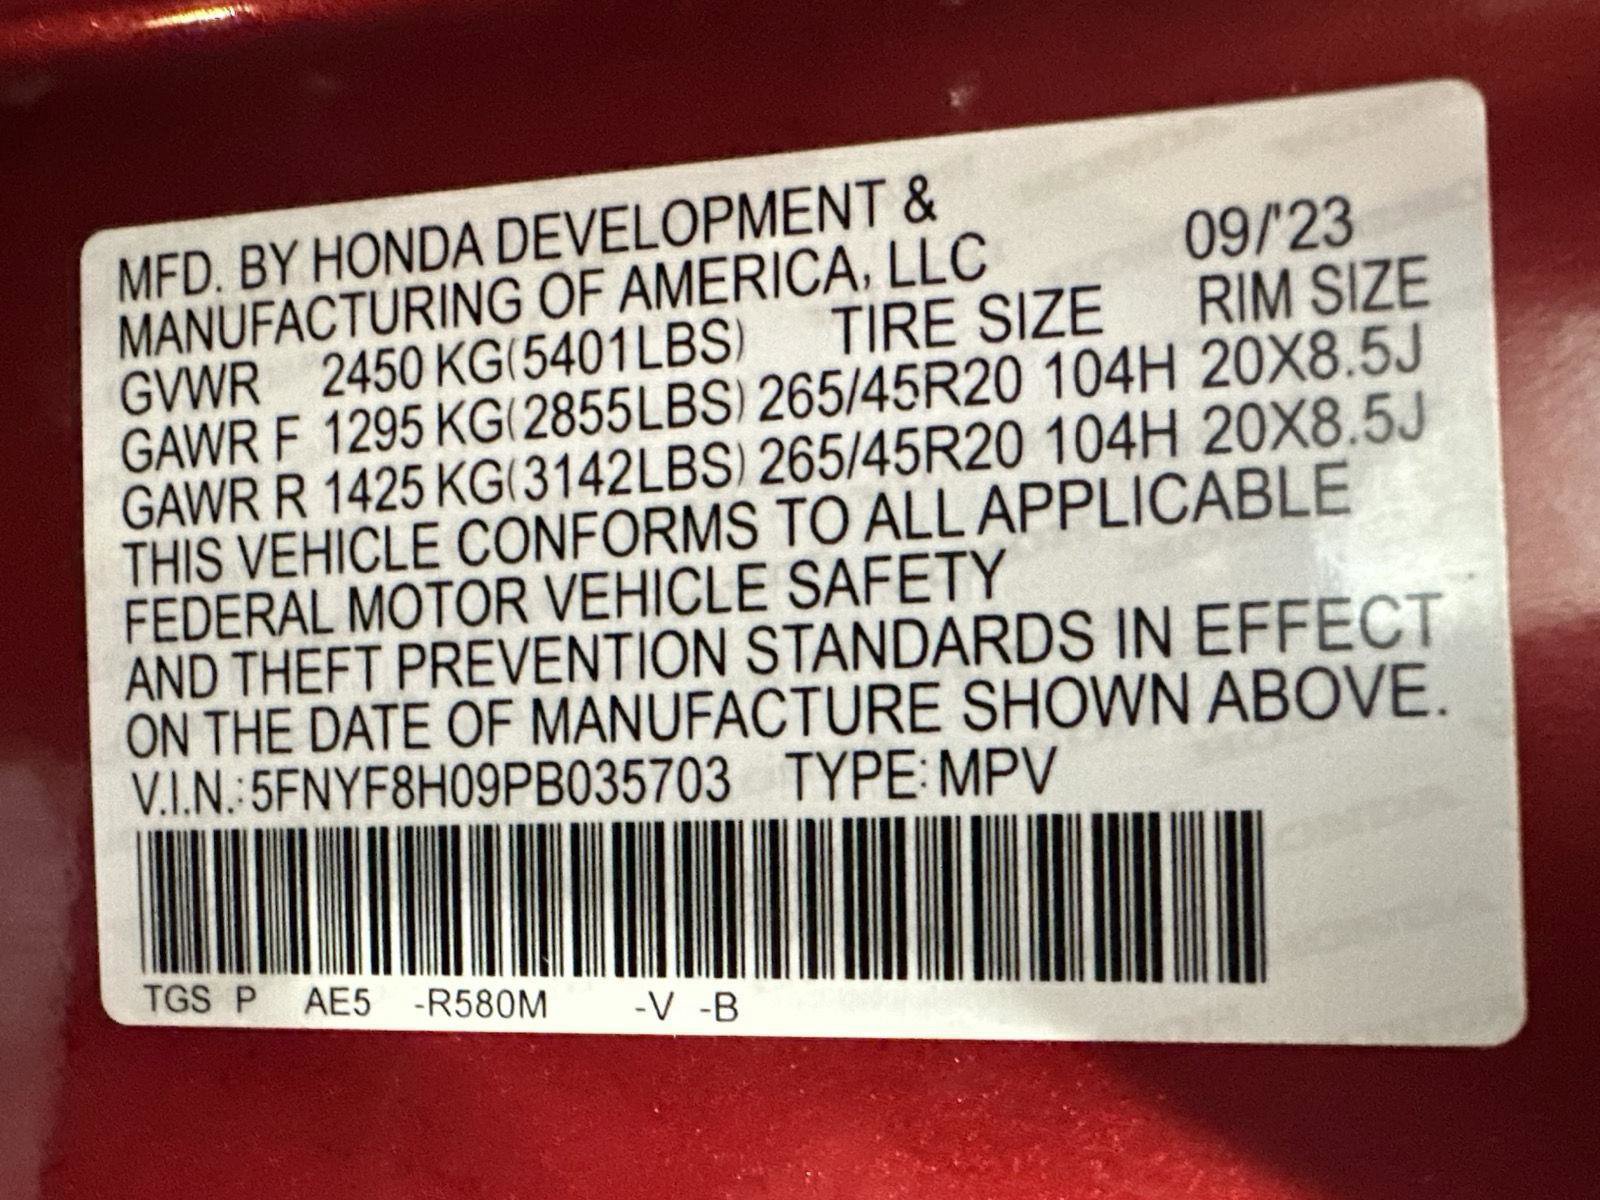 MFD. BY HONDA DEVELOPMENT &
MANUFACTURING OF AMERICA, LLC 09/'23
GVWR 2450 KG(5401LBS) TIRE SIZE RIM SIZE
GAWR F 1295 KG(2855LBS) 265/45R20 104H 20X8.5J
GAWR R 1425 KG(3142LBS) 265/45R20 104H 20X8.5J
THIS VEHICLE CONFORMS TO ALL APPLICABLE
FEDERAL MOTOR VEHICLE SAFETY
AND THEFT PREVENTION STANDARDS IN EFFECT
ON THE DATE OF MANUFACTURE SHOWN ABOVE.
V.I.N.:5FNYF8H09PB035703 TYPE:MPV
TGS P AE5 -R580M -V -B